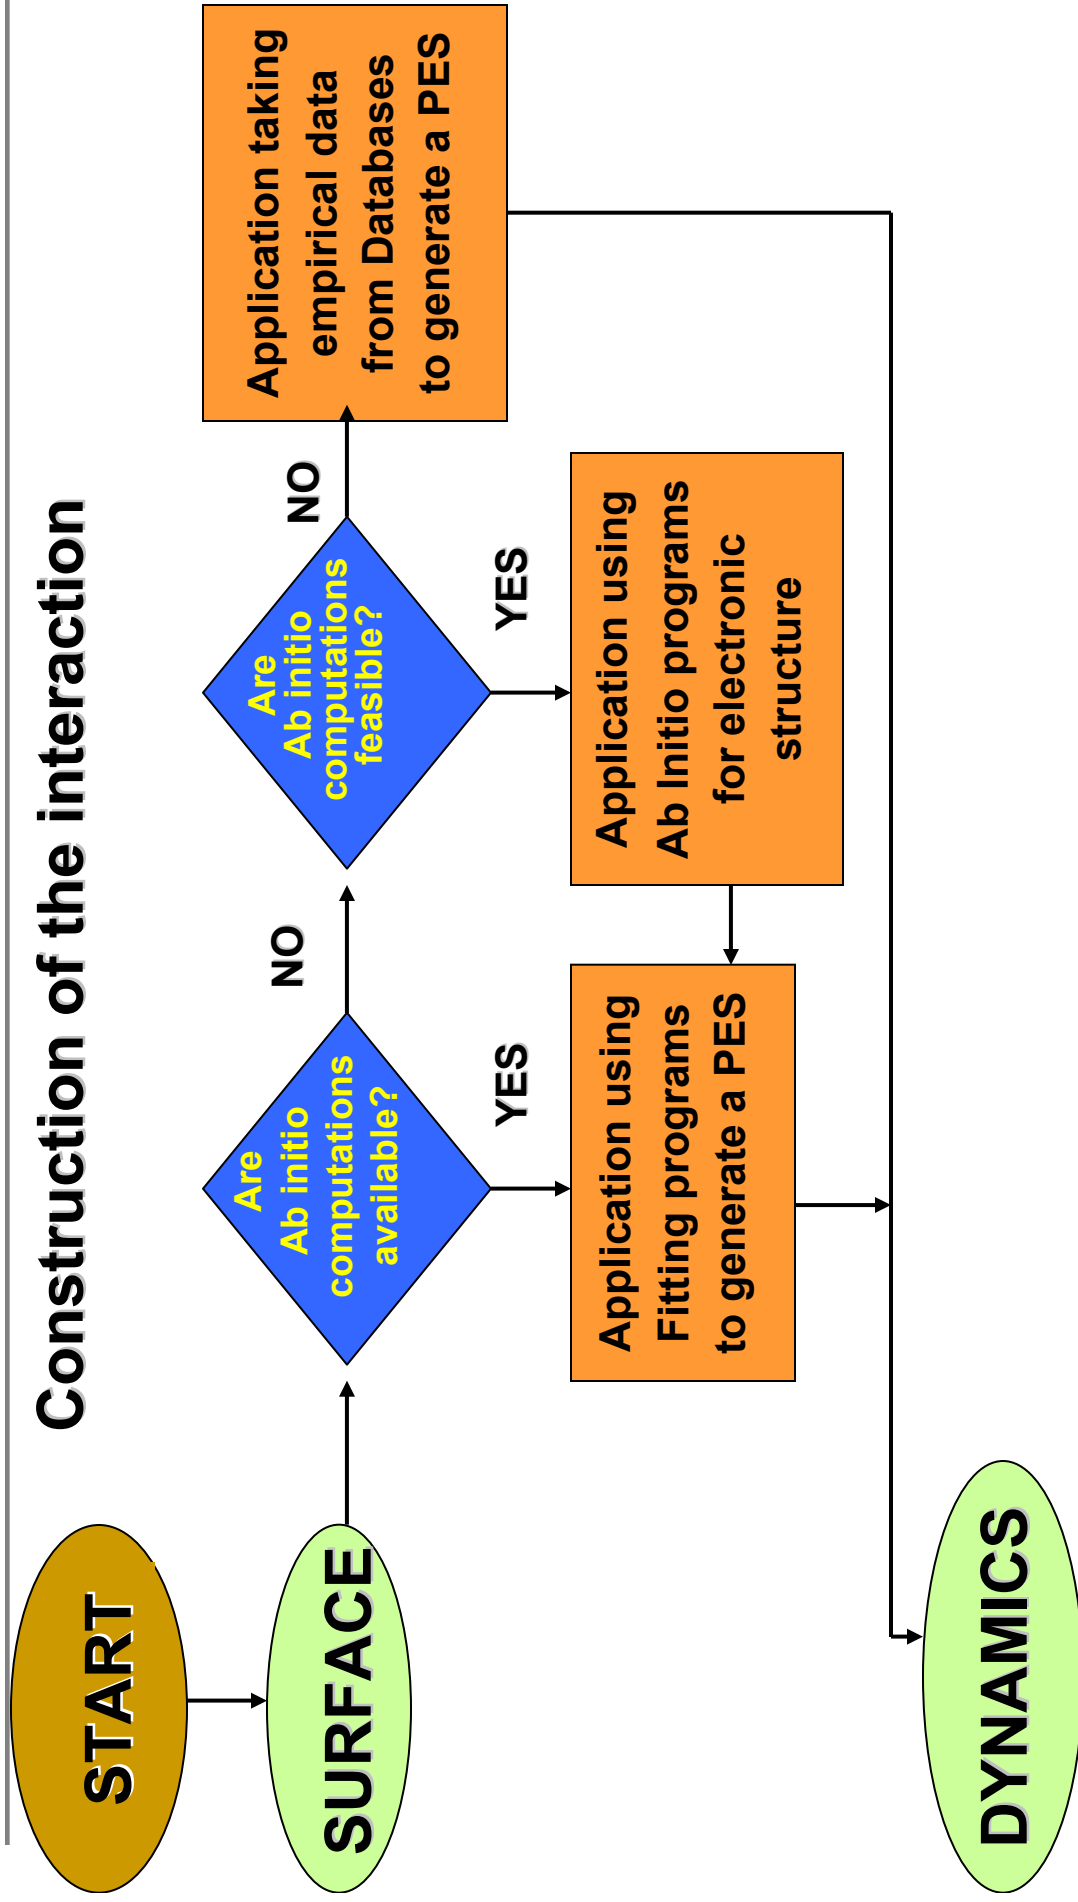 Construction of the interaction
START
SURFACE
Are
Ab initio
computations
available?
NO
Are
Ab initio
computations
feasible?
NO
Application taking
empirical data
from Databases
to generate a PES
YES
YES
Application using
Fitting programs
to generate a PES
Application using
Ab Initio programs
for electronic
structure
DYNAMICS